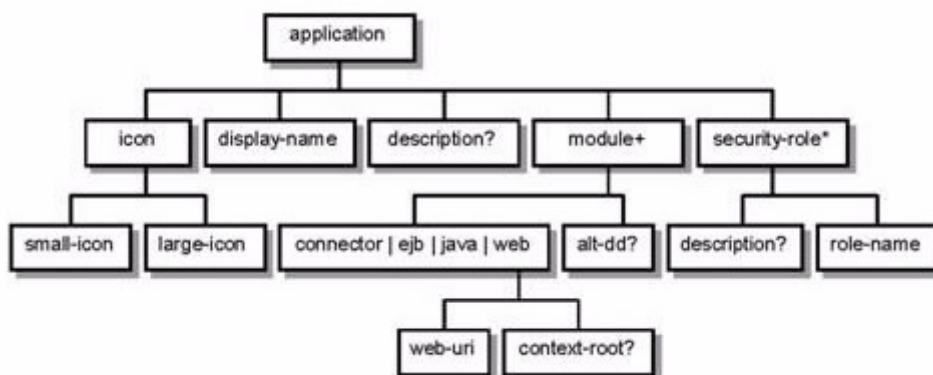 application
icon
display-name
description?
module+
security-role*
small-icon
large-icon
connector | ejb | java | web
alt-dd?
description?
role-name
web-uri
context-root?